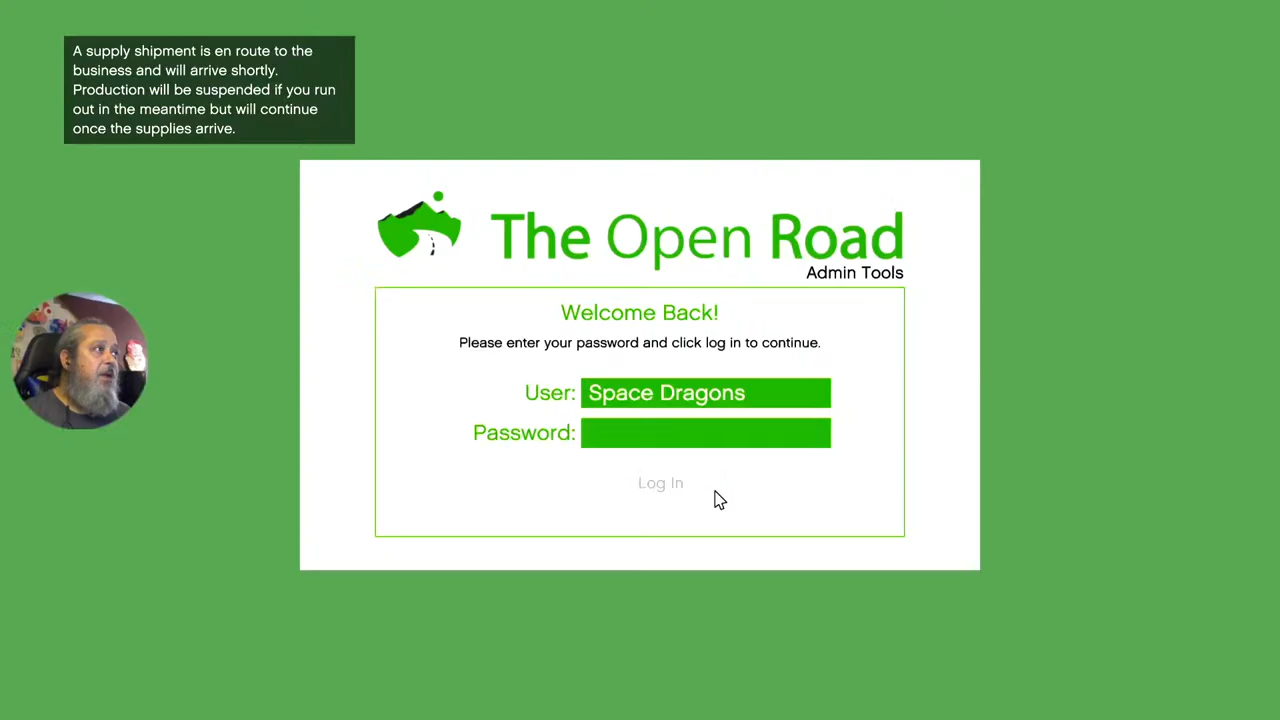 A supply shipment is en route to the
business and will arrive shortly.
Production will be suspended if you run
out in the meantime but will continue
once the supplies arrive.
The Open Road
Admin Tools
Welcome Back!
Please enter your password and click log in to continue.
User: Space Dragons
Password:
Log In